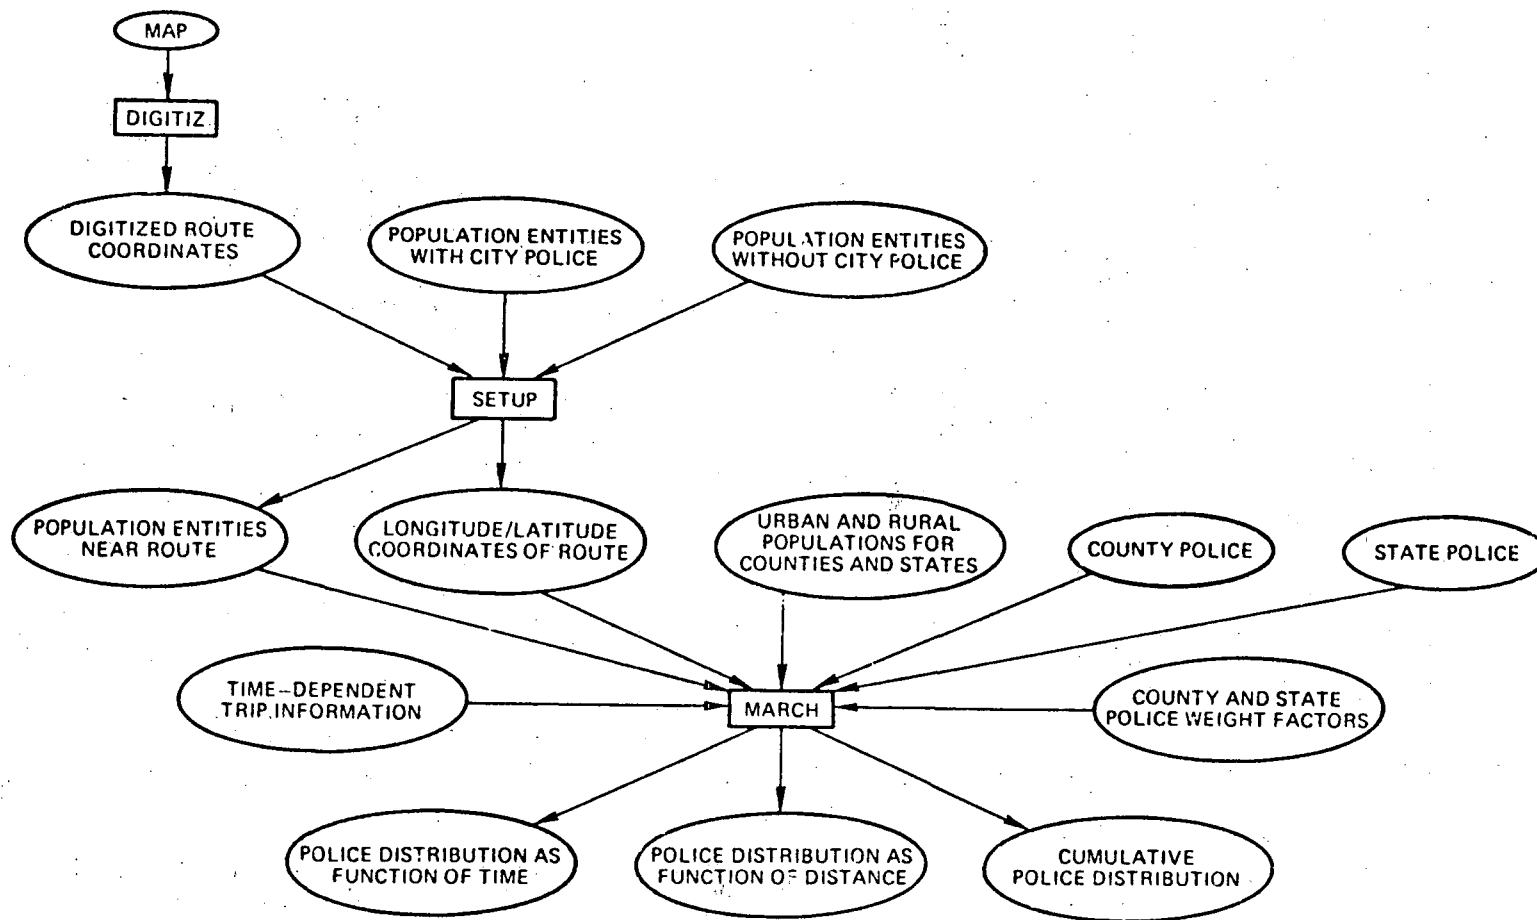 MAP
DIGITIZ
DIGITIZED ROUTE
COORDINATES
POPULATION ENTITIES
WITH CITY POLICE
POPULATION ENTITIES
WITHOUT CITY POLICE
SETUP
POPULATION ENTITIES
NEAR ROUTE
LONGITUDE/LATITUDE
COORDINATES OF ROUTE
URBAN AND RURAL
POPULATIONS FOR
COUNTIES AND STATES
COUNTY POLICE
STATE POLICE
TIME-DEPENDENT
TRIP INFORMATION
MARCH
COUNTY AND STATE
POLICE WEIGHT FACTORS
POLICE DISTRIBUTION AS
FUNCTION OF TIME
POLICE DISTRIBUTION AS
FUNCTION OF DISTANCE
CUMULATIVE
POLICE DISTRIBUTION